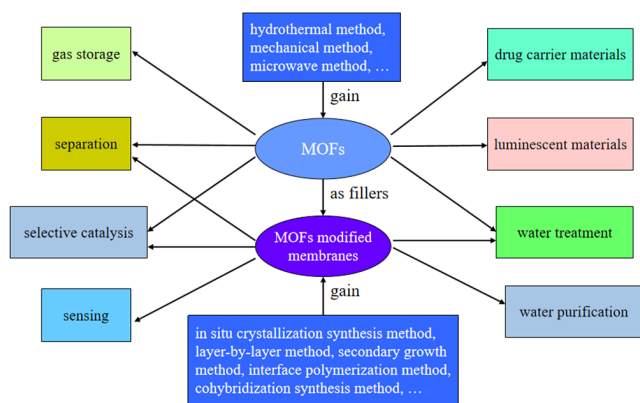 hydrothermal method,
mechanical method,
microwave method, …
gas storage
drug carrier materials
gain
separation
MOFs
luminescent materials
as fillers
selective catalysis
MOFs modified
membranes
water treatment
gain
sensing
water purification
in situ crystallization synthesis method,
layer-by-layer method, secondary growth
method, interface polymerization method,
cohybridization synthesis method, …